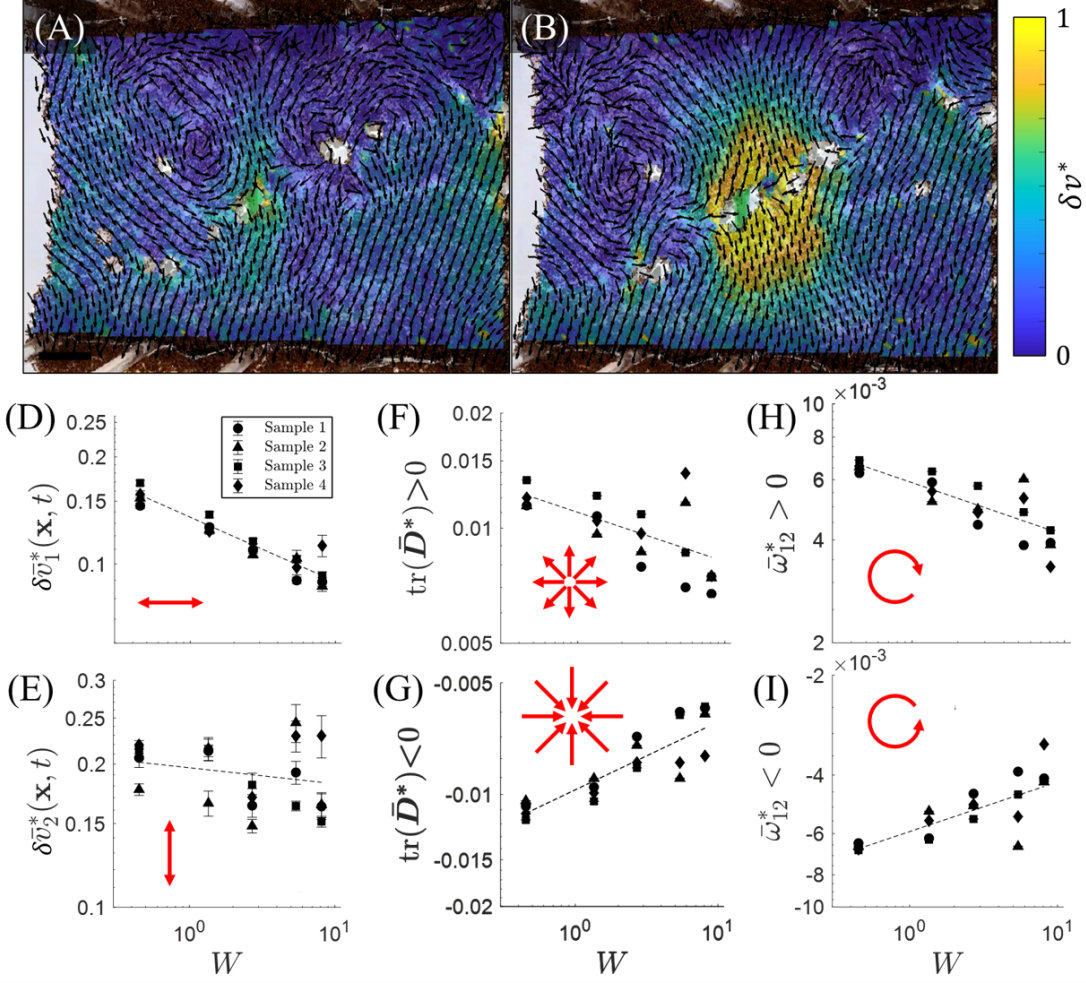 (A)
(B)
1
δv*
0
(D)
0.25
0.2
0.15
0.1
δv̄₁*(x, t)
Sample 1
Sample 2
Sample 3
Sample 4
(F)
0.02
0.015
0.01
0.005
tr(D̄*)>0
(H)
×10⁻³
10
8
6
4
2
ω̄₁₂* > 0
(E)
0.3
0.25
0.2
0.15
0.1
δv̄₂*(x, t)
10⁰
10¹
W
(G)
-0.005
-0.01
-0.015
-0.02
tr(D̄*)<0
10⁰
10¹
W
(I)
×10⁻³
-2
-4
-6
-8
-10
ω̄₁₂* < 0
10⁰
10¹
W